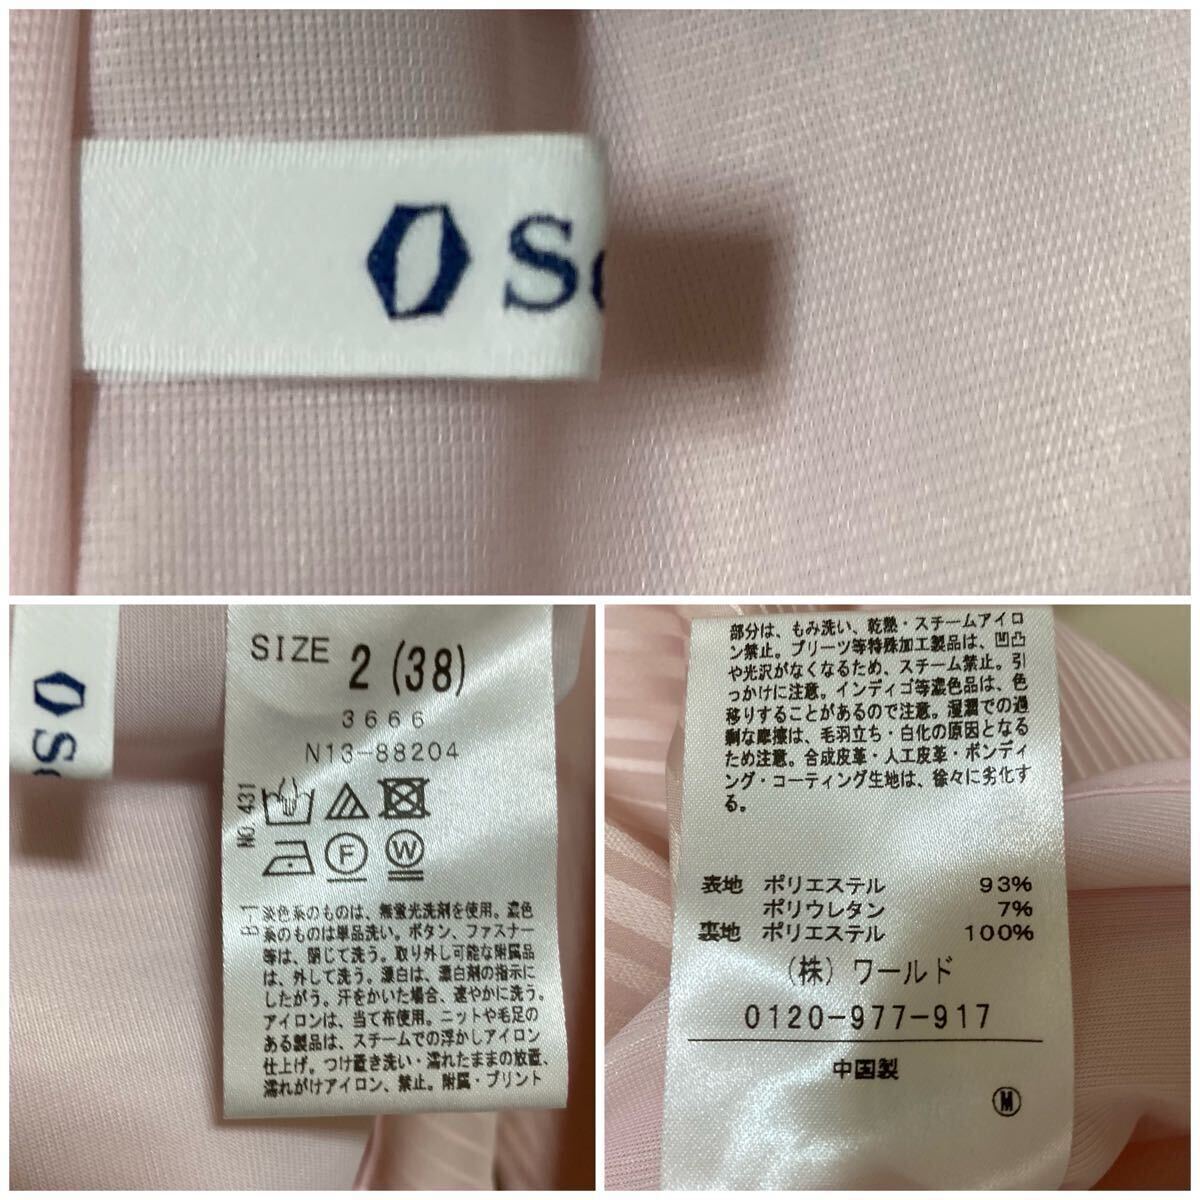 SIZE 2 (38)
3666
N13-88204
NO.431
F W
B-1
淡色系のものは、無蛍光洗剤を使用。濃色
系のものは単品洗い。ボタン、ファスナー
等は、閉じて洗う。取り外し可能な附属品
は、外して洗う。漂白は、漂白剤の指示に
したがう。汗をかいた場合、速やかに洗う。
アイロンは、当て布使用。ニットや毛足の
ある製品は、スチームでの浮かしアイロン
仕上げ。つけ置き洗い・濡れたままの放置、
濡れがけアイロン、禁止。附属・プリント
部分は、もみ洗い、乾熱・スチームアイロ
ン禁止。プリーツ等特殊加工製品は、凹凸
や光沢がなくなるため、スチーム禁止。引
っかけに注意。インディゴ等濃色品は、色
移りすることがあるので注意。湿潤での過
剰な摩擦は、毛羽立ち・白化の原因となる
ため注意。合成皮革・人工皮革・ボンディ
ング・コーティング生地は、徐々に劣化す
る。
表地 ポリエステル 93%
ポリウレタン 7%
裏地 ポリエステル 100%
(株) ワールド
0120-977-917
中国製
M